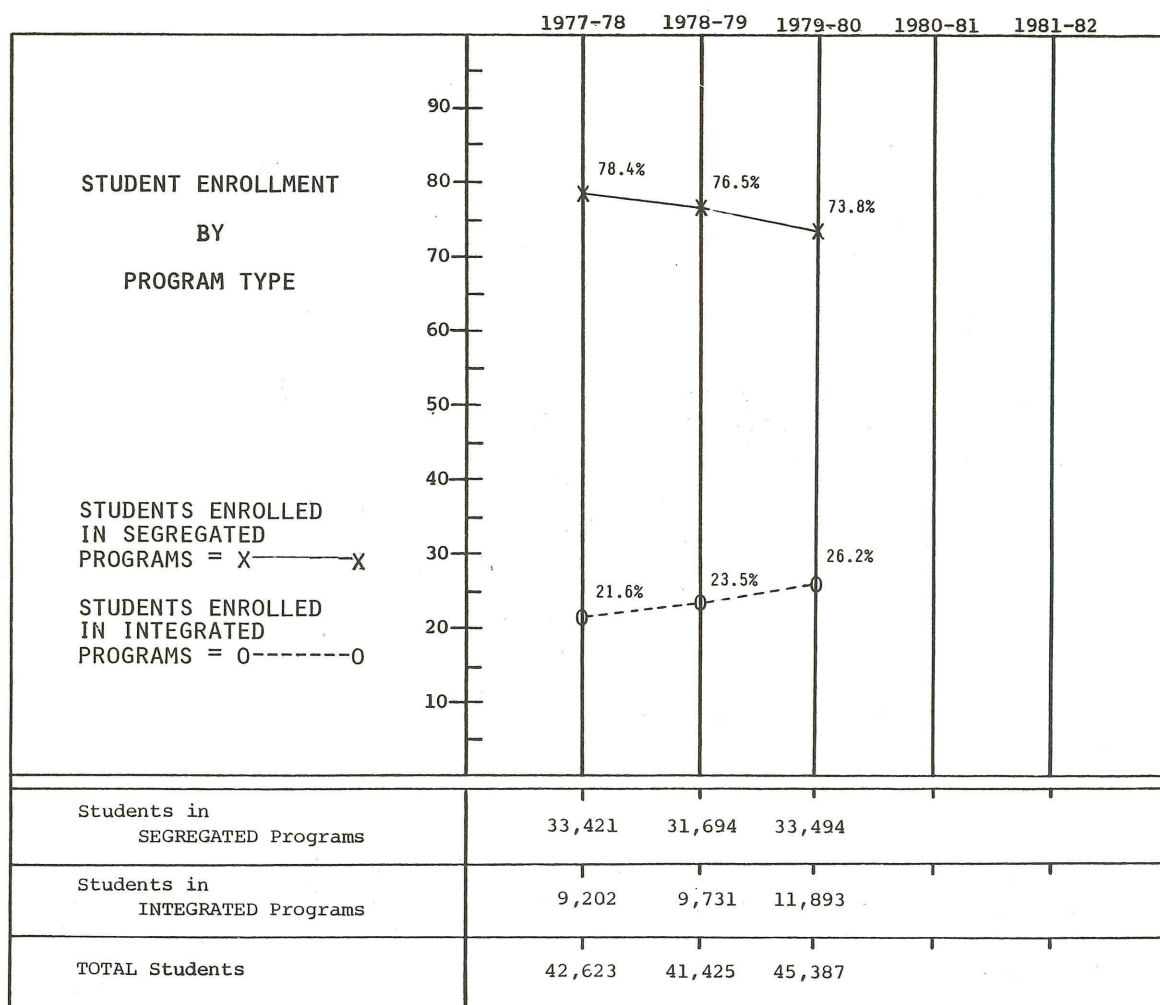 1977-78 1978-79 1979-80 1980-81 1981-82
90
80
70
60
50
40
30
20
10
STUDENT ENROLLMENT
BY
PROGRAM TYPE
78.4% 76.5% 73.8%
STUDENTS ENROLLED
IN SEGREGATED
PROGRAMS = X———X
STUDENTS ENROLLED
IN INTEGRATED
PROGRAMS = O-------O
21.6% 23.5% 26.2%
Students in
SEGREGATED Programs 33,421 31,694 33,494
Students in
INTEGRATED Programs 9,202 9,731 11,893
TOTAL Students 42,623 41,425 45,387